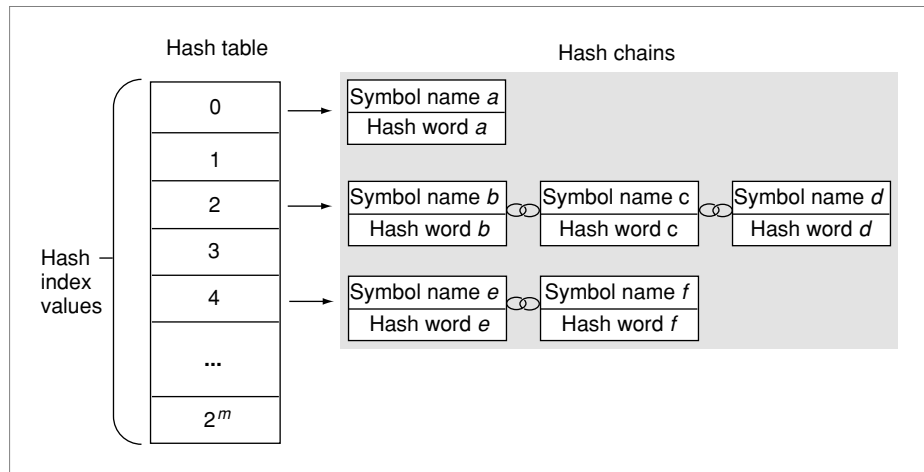 Hash table
Hash chains
0
1
2
3
4
...
2^m
Hash
index
values
Symbol name a
Hash word a
Symbol name b
Hash word b
Symbol name c
Hash word c
Symbol name d
Hash word d
Symbol name e
Hash word e
Symbol name f
Hash word f